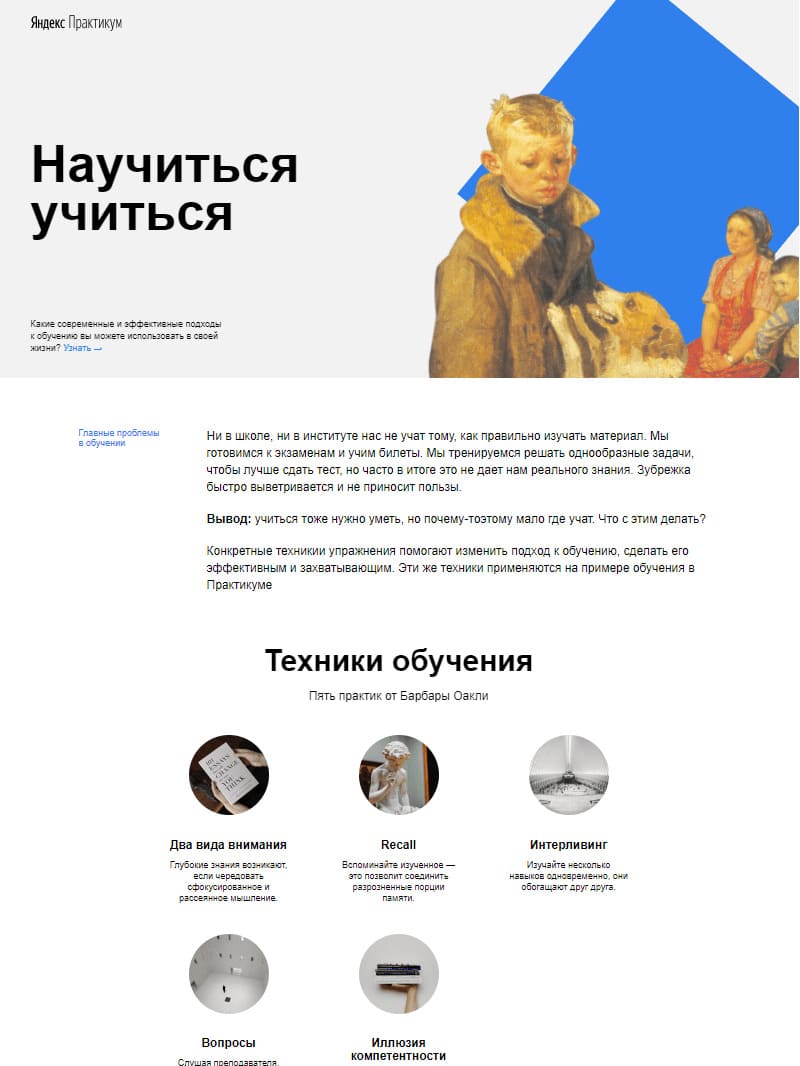 Яндекс Практикум
Научиться
учиться
Какие современные и эффективные подходы
к обучению вы можете использовать в своей
жизни? Узнать →
Главные проблемы
в обучении
Ни в школе, ни в институте нас не учат тому, как правильно изучать материал. Мы
готовимся к экзаменам и учим билеты. Мы тренируемся решать однообразные задачи,
чтобы лучше сдать тест, но часто в итоге это не дает нам реального знания. Зубрежка
быстро выветривается и не приносит пользы.
Вывод: учиться тоже нужно уметь, но почему-тоэтому мало где учат. Что с этим делать?
Конкретные техникии упражнения помогают изменить подход к обучению, сделать его
эффективным и захватывающим. Эти же техники применяются на примере обучения в
Практикуме
Техники обучения
Пять практик от Барбары Оакли
101
ESSAYS
CHANGE
YOU
THINK
Два вида внимания
Глубокие знания возникают,
если чередовать
сфокусированное и
рассеянное мышление.
Recall
Вспоминайте изученное —
это позволит соединить
разрозненные порции
памяти.
Интерливинг
Изучайте несколько
навыков одновременно, они
обогащают друг друга.
Вопросы
Слушая преподавателя,
Иллюзия
компетентности